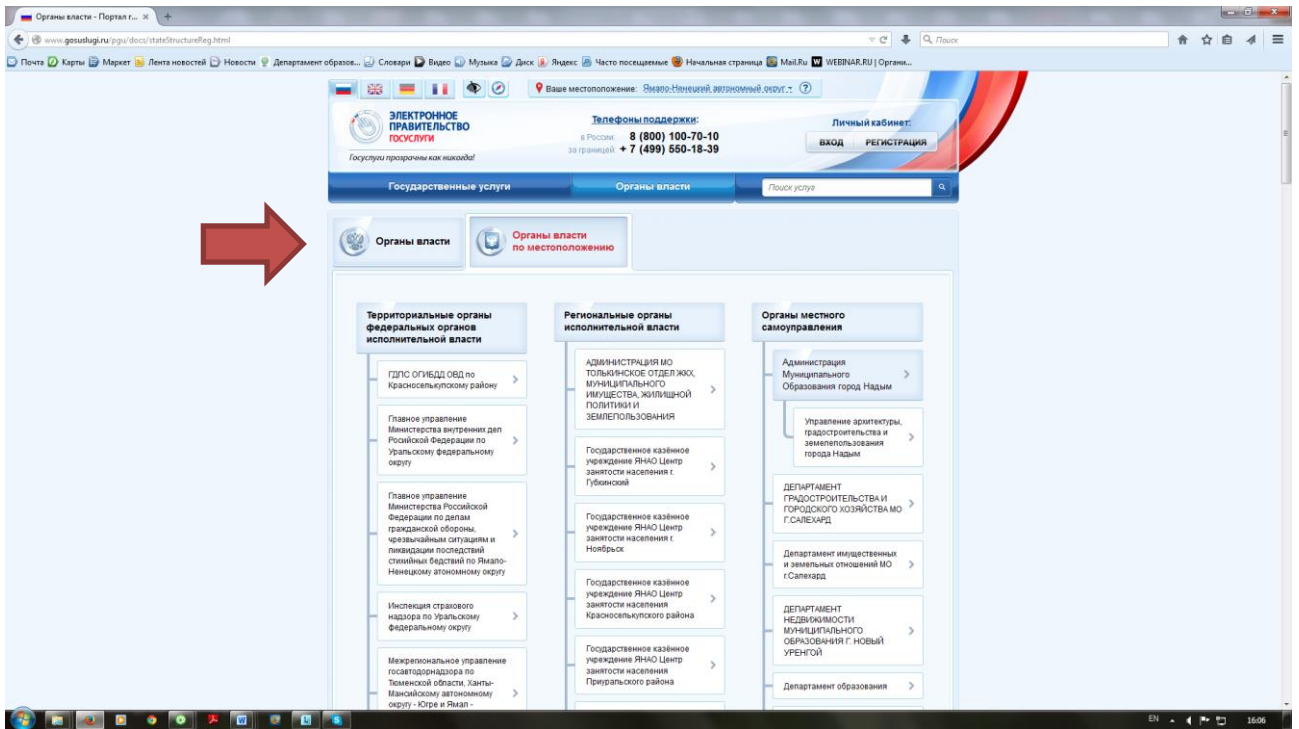 Органы власти - Портал г...
www.gosuslugi.ru/pgu/docs/stateStructureReg.html
Поиск
Почта Карты Маркет Лента новостей Новости Департамент образов... Словари Видео Музыка Диск Яндекс Часто посещаемые Начальная страница Mail.Ru WEBINAR.RU | Органи...
Ваше местоположение: Ямало-Ненецкий автономный округ
ЭЛЕКТРОННОЕ
ПРАВИТЕЛЬСТВО
ГОСУСЛУГИ
Госуслуги прозрачны как никогда!
Телефоны поддержки:
в России: 8 (800) 100-70-10
за границей: + 7 (499) 550-18-39
Личный кабинет:
ВХОД РЕГИСТРАЦИЯ
Государственные услуги
Органы власти
Поиск услуг
Органы власти
Органы власти
по местоположению
Территориальные органы
федеральных органов
исполнительной власти
ГДПС ОГИБДД ОВД по
Красноселькупскому району
Главное управление
Министерства внутренних дел
Росийской Федерации по
Уральскому федеральному
округу
Главное управление
Министерства Российской
Федерации по делам
гражданской обороны,
чрезвычайным ситуациям и
ликвидации последствий
стихийных бедствий по Ямало-
Ненецкому атономному округу
Инспекция страхового
надзора по Уральскому
федеральному округу
Межрегиональное управление
госавтодорнадзора по
Тюменской области, Ханты-
Мансийскому автономному
округу - Югре и Ямал -
Региональные органы
исполнительной власти
АДМИНИСТРАЦИЯ МО
ТОЛЬКИНСКОЕ ОТДЕЛ ЖКХ,
МУНИЦИПАЛЬНОГО
ИМУЩЕСТВА, ЖИЛИЩНОЙ
ПОЛИТИКИ И
ЗЕМЛЕПОЛЬЗОВАНИЯ
Государственное казённое
учреждение ЯНАО Центр
занятости населения г.
Губкинский
Государственное казённое
учреждение ЯНАО Центр
занятости населения г.
Ноябрьск
Государственное казённое
учреждение ЯНАО Центр
занятости населения
Красноселькупского района
Государственное казённое
учреждение ЯНАО Центр
занятости населения
Приуральского района
Органы местного
самоуправления
Администрация
Муниципального
Образования город Надым
Управление архитектуры,
градостроительства и
землепользования
города Надым
ДЕПАРТАМЕНТ
ГРАДОСТРОИТЕЛЬСТВА И
ГОРОДСКОГО ХОЗЯЙСТВА МО
Г.САЛЕХАРД
Департамент имущественных
и земельных отношений МО
г.Салехард
ДЕПАРТАМЕНТ
НЕДВИЖИМОСТИ
МУНИЦИПАЛЬНОГО
ОБРАЗОВАНИЯ Г. НОВЫЙ
УРЕНГОЙ
Департамент образования
EN 16:06